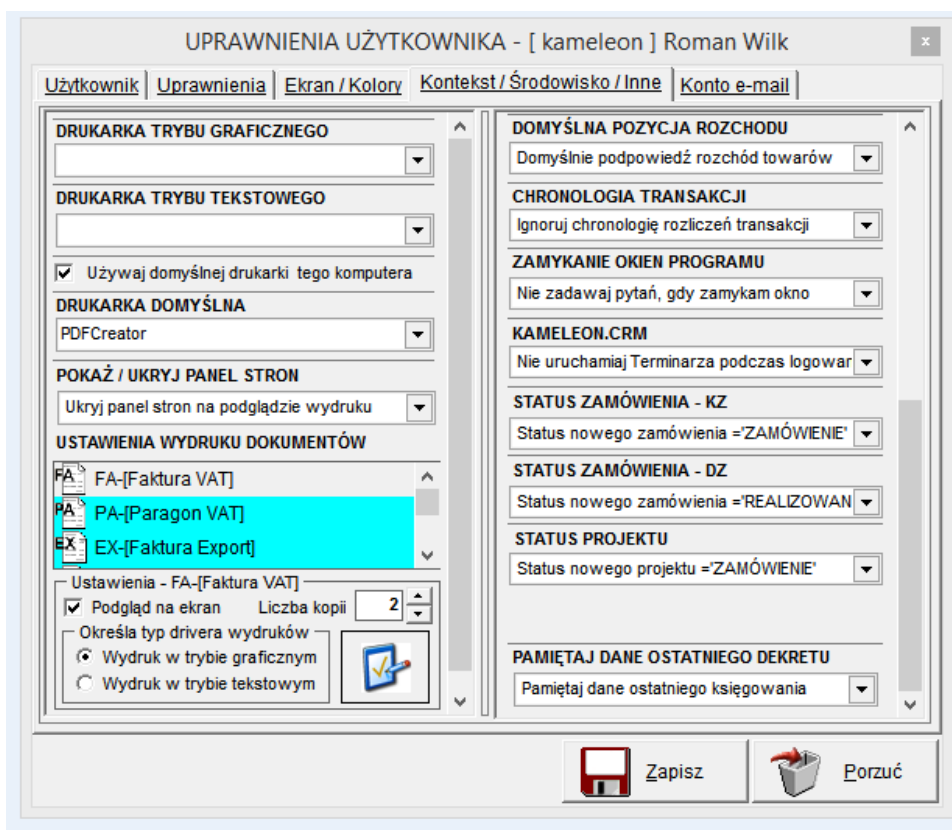 UPRAWNIENIA UŻYTKOWNIKA - [ kameleon ] Roman Wilk
x
Użytkownik
Uprawnienia
Ekran / Kolory
Kontekst / Środowisko / Inne
Konto e-mail
DRUKARKA TRYBU GRAFICZNEGO
DRUKARKA TRYBU TEKSTOWEGO
Używaj domyślnej drukarki tego komputera
DRUKARKA DOMYŚLNA
PDFCreator
POKAŻ / UKRYJ PANEL STRON
Ukryj panel stron na podglądzie wydruku
USTAWIENIA WYDRUKU DOKUMENTÓW
FA FA-[Faktura VAT]
PA PA-[Paragon VAT]
EX EX-[Faktura Export]
Ustawienia - FA-[Faktura VAT]
Podgląd na ekran Liczba kopii 2
Określa typ drivera wydruków
Wydruk w trybie graficznym
Wydruk w trybie tekstowym
DOMYŚLNA POZYCJA ROZCHODU
Domyślnie podpowiedź rozchód towarów
CHRONOLOGIA TRANSAKCJI
Ignoruj chronologię rozliczeń transakcji
ZAMYKANIE OKIEN PROGRAMU
Nie zadawaj pytań, gdy zamykam okno
KAMELEON.CRM
Nie uruchamiaj Terminarza podczas logowar
STATUS ZAMÓWIENIA - KZ
Status nowego zamówienia ='ZAMÓWIENIE'
STATUS ZAMÓWIENIA - DZ
Status nowego zamówienia ='REALIZOWAN
STATUS PROJEKTU
Status nowego projektu ='ZAMÓWIENIE'
PAMIĘTAJ DANE OSTATNIEGO DEKRETU
Pamiętaj dane ostatniego księgowania
Zapisz
Porzuć